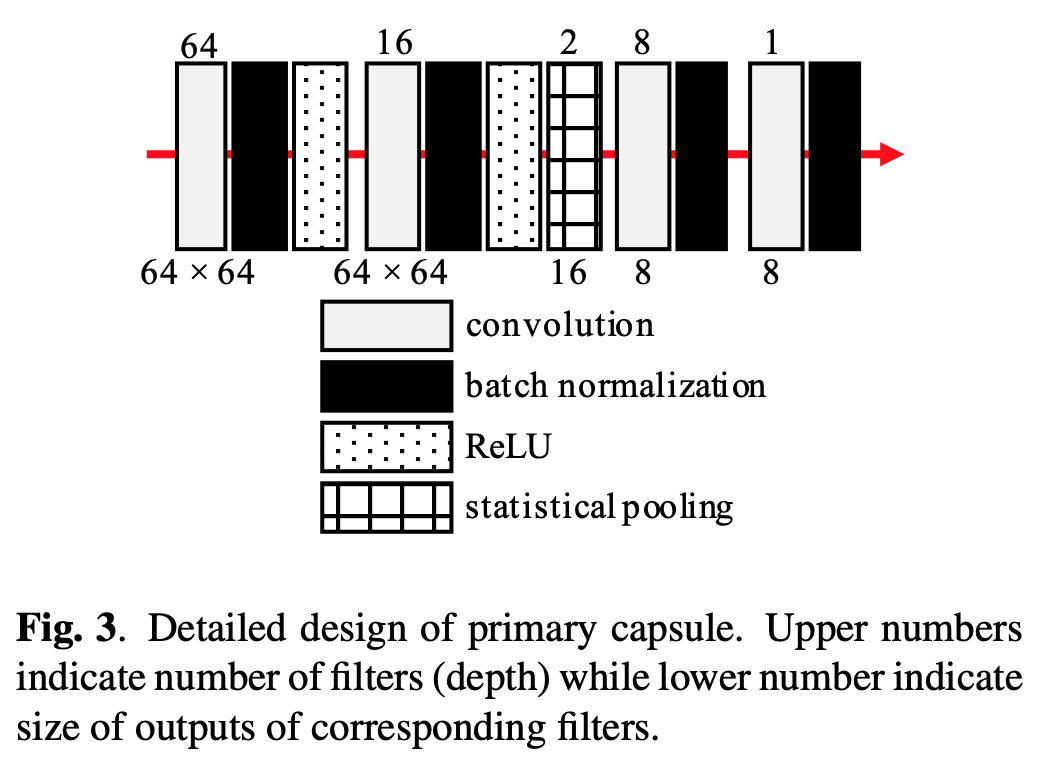 64 16 2 8 1
64 × 64 64 × 64 16 8 8
convolution
batch normalization
ReLU
statistical pooling
Fig. 3. Detailed design of primary capsule. Upper numbers
indicate number of filters (depth) while lower number indicate
size of outputs of corresponding filters.